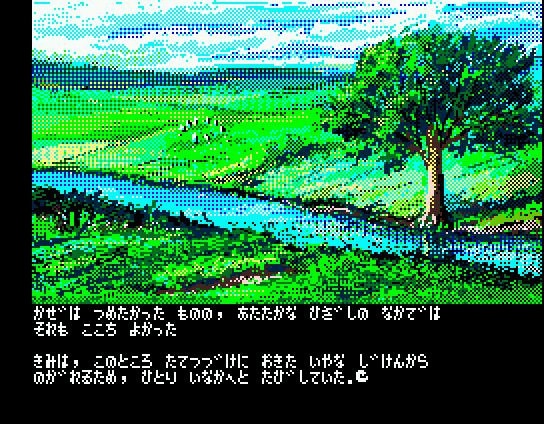 かぜは つめたかった ものの, あたたかな ひざしの なかでは
それも ここち よかった
きみは, このところ たてつづけに おきた いやな じけんから
のがれるため, ひとり いなかへと たびしていた.